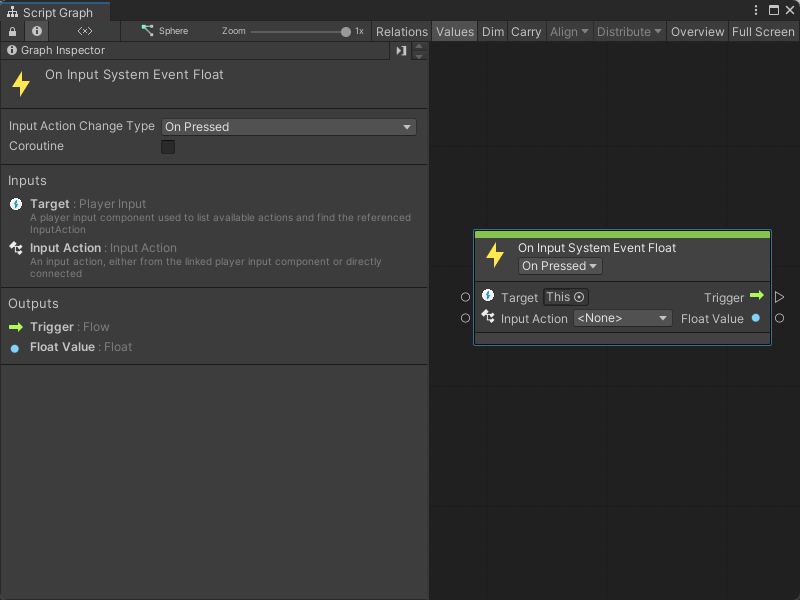 Script Graph
<×> Sphere Zoom 1x Relations Values Dim Carry Align Distribute Overview Full Screen
Graph Inspector
On Input System Event Float
Input Action Change Type On Pressed
Coroutine
Inputs
Target : Player Input
A player input component used to list available actions and find the referenced
InputAction
Input Action : Input Action
An input action, either from the linked player input component or directly
connected
Outputs
Trigger : Flow
Float Value : Float
On Input System Event Float
On Pressed
Target This Trigger
Input Action <None> Float Value